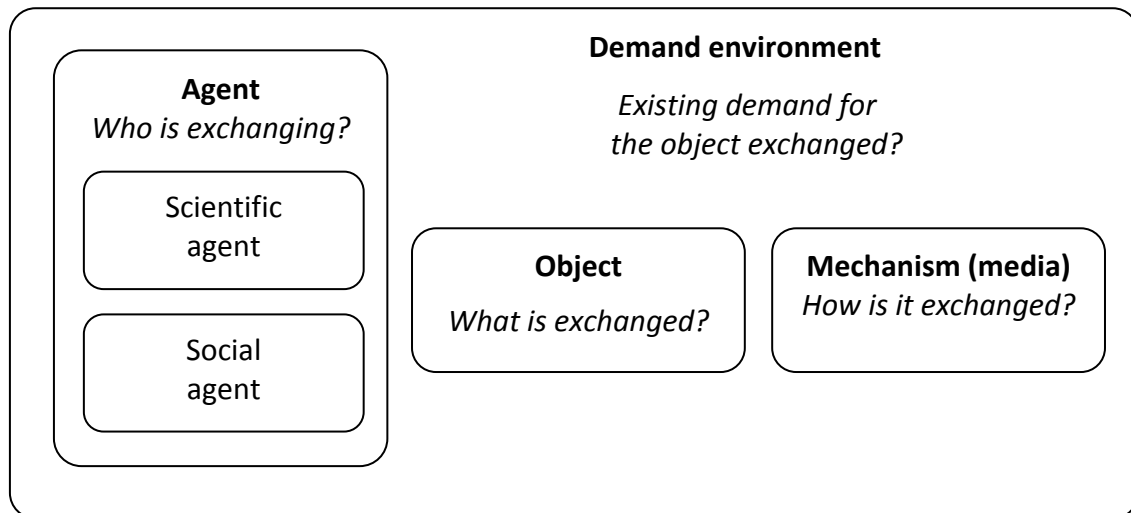 Demand environment
Existing demand for
the object exchanged?
Agent
Who is exchanging?
Scientific
agent
Social
agent
Object
What is exchanged?
Mechanism (media)
How is it exchanged?